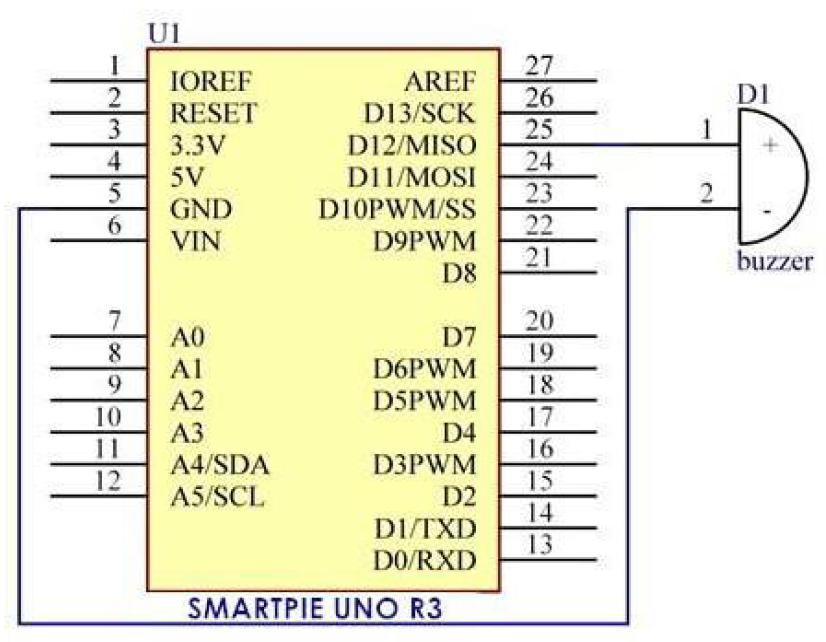 U1
1 IOREF AREF 27
2 RESET D13/SCK 26
3 3.3V D12/MISO 25
4 5V D11/MOSI 24
5 GND D10PWM/SS 23
6 VIN D9PWM 22
D8 21
7 A0 D7 20
8 A1 D6PWM 19
9 A2 D5PWM 18
10 A3 D4 17
11 A4/SDA D3PWM 16
12 A5/SCL D2 15
D1/TXD 14
D0/RXD 13
SMARTPIE UNO R3
D1
1 +
2 -
buzzer